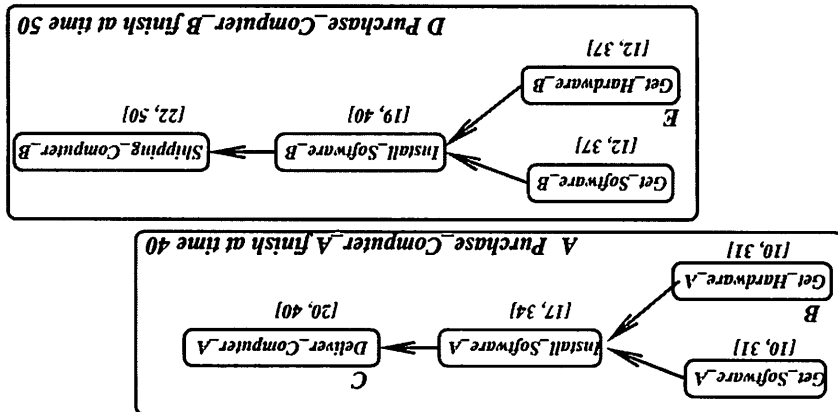 Get_Software_A
C
[10, 31]
Install_Software_A
Deliver_Computer_A
B
[17, 34]
[20, 40]
Get_Hardware_A
[10, 31]
A Purchase_Computer_A finish at time 40
Get_Software_B
[12, 37]
Install_Software_B
Shipping_Computer_B
E
[19, 40]
[22, 50]
Get_Hardware_B
[12, 37]
D Purchase_Computer_B finish at time 50